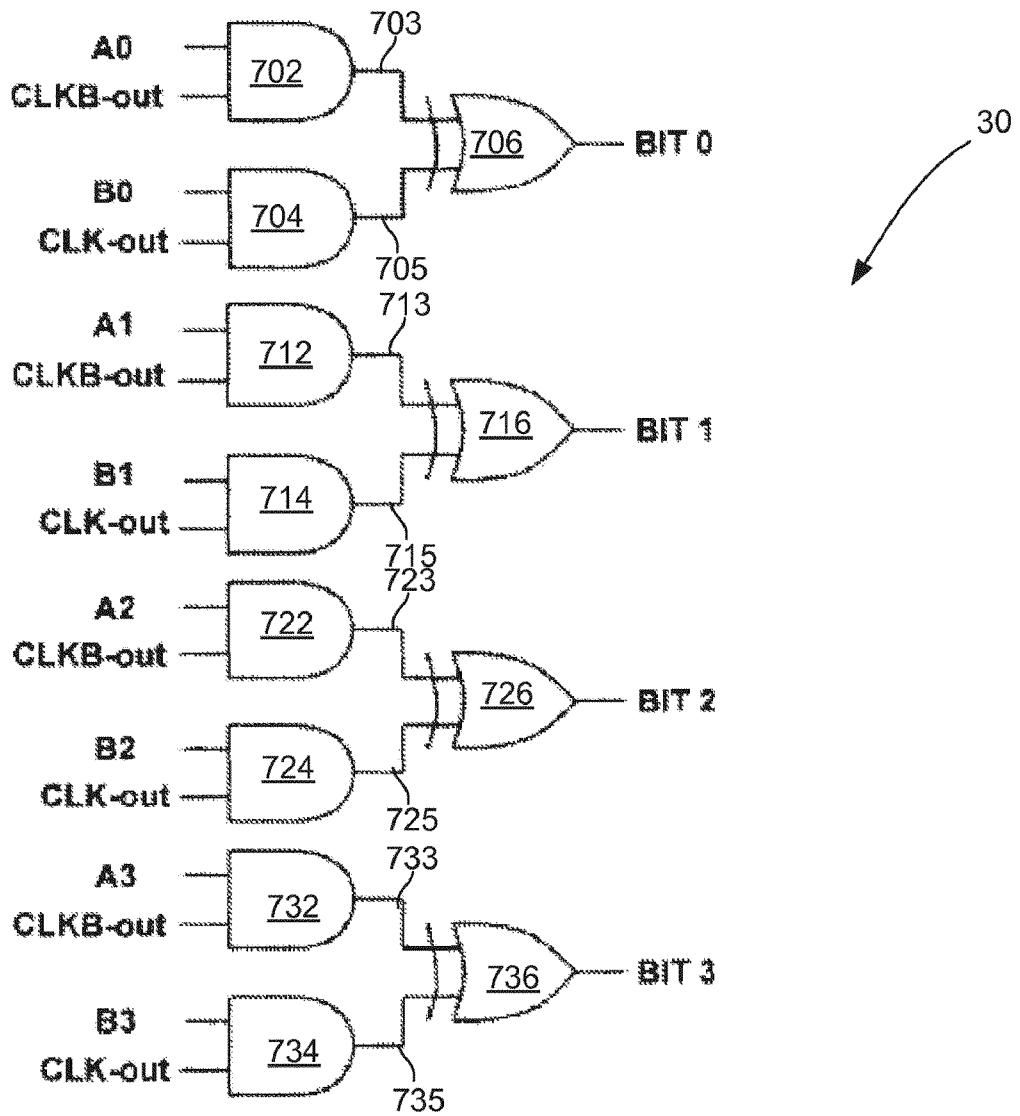 703
A0
702
CLKB-out
706
BIT 0
30
B0
704
CLK-out
705
713
A1
712
CLKB-out
716
BIT 1
B1
714
CLK-out
715
723
A2
722
CLKB-out
726
BIT 2
B2
724
CLK-out
725
733
A3
732
CLKB-out
736
BIT 3
B3
734
CLK-out
735